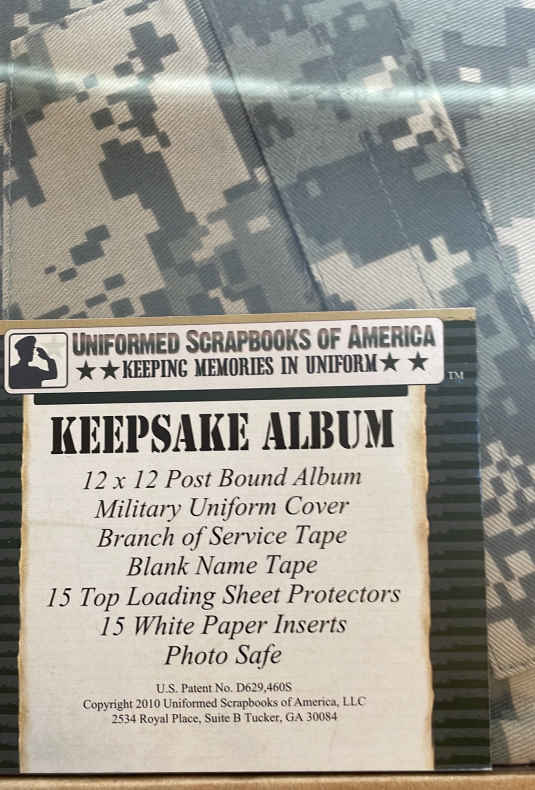 UNIFORMED SCRAPBOOKS OF AMERICA
★★KEEPING MEMORIES IN UNIFORM★ ★
TM
KEEPSAKE ALBUM
12 x 12 Post Bound Album
Military Uniform Cover
Branch of Service Tape
Blank Name Tape
15 Top Loading Sheet Protectors
15 White Paper Inserts
Photo Safe
U.S. Patent No. D629,460S
Copyright 2010 Uniformed Scrapbooks of America, LLC
2534 Royal Place, Suite B Tucker, GA 30084